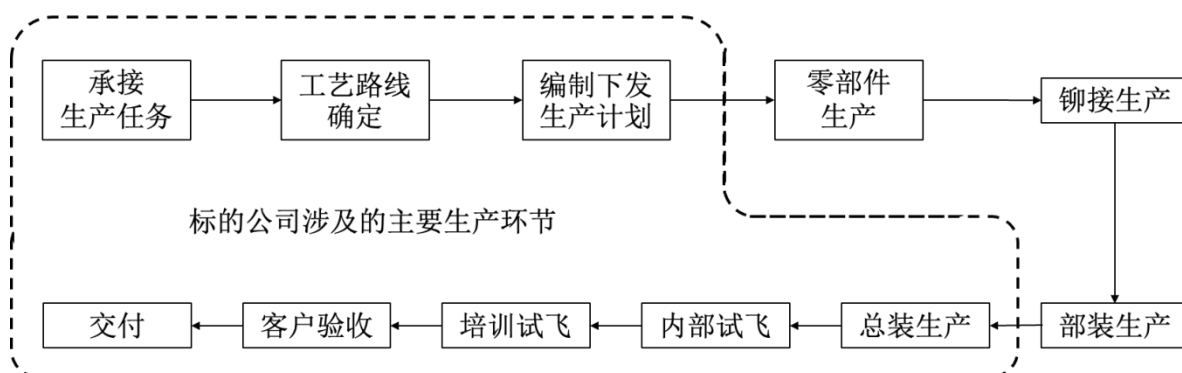 承接
生产任务
工艺路线
确定
编制下发
生产计划
零部件
生产
铆接生产
标的公司涉及的主要生产环节
交付
客户验收
培训试飞
内部试飞
总装生产
部装生产